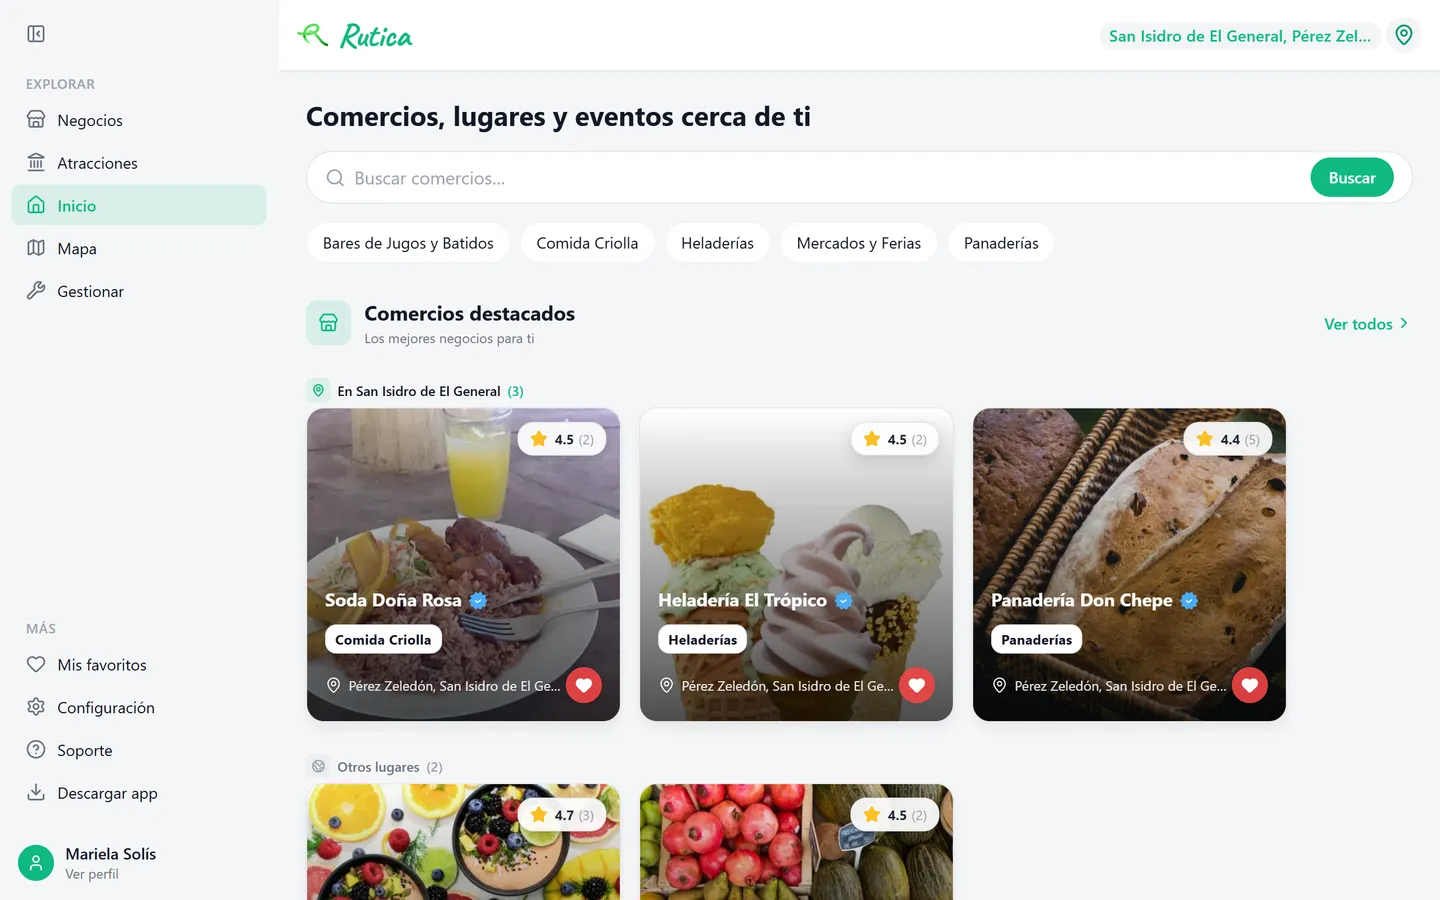 EXPLORAR
Negocios
Atracciones
Inicio
Mapa
Gestionar
MÁS
Mis favoritos
Configuración
Soporte
Descargar app
Mariela Solís
Ver perfil
Rutica
San Isidro de El General, Pérez Zel...
Comercios, lugares y eventos cerca de ti
Buscar comercios...
Buscar
Bares de Jugos y Batidos
Comida Criolla
Heladerías
Mercados y Ferias
Panaderías
Comercios destacados
Los mejores negocios para ti
Ver todos
En San Isidro de El General (3)
4.5 (2)
Soda Doña Rosa
Comida Criolla
Pérez Zeledón, San Isidro de El Ge...
4.5 (2)
Heladería El Trópico
Heladerías
Pérez Zeledón, San Isidro de El Ge...
4.4 (5)
Panadería Don Chepe
Panaderías
Pérez Zeledón, San Isidro de El Ge...
Otros lugares (2)
4.7 (3)
4.5 (2)